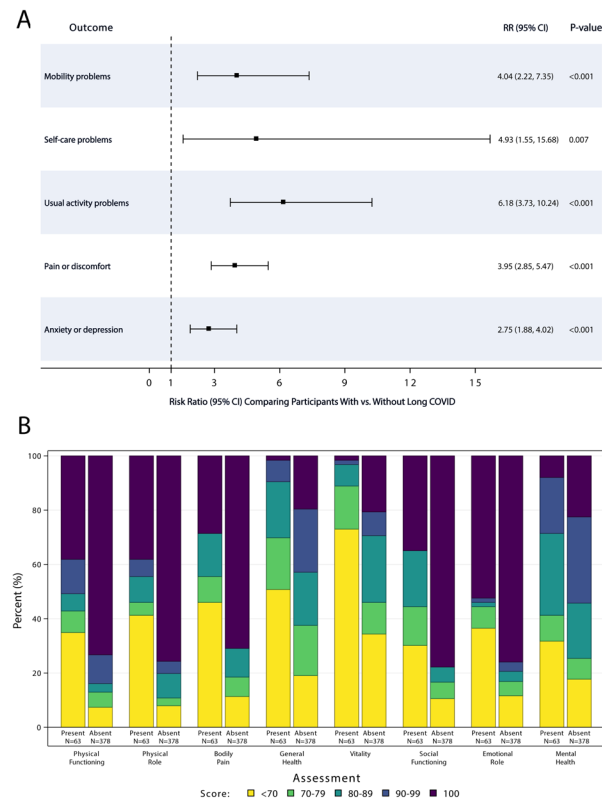 A
Outcome RR (95% CI) P-value
Mobility problems 4.04 (2.22, 7.35) <0.001
Self-care problems 4.93 (1.55, 15.68) 0.007
Usual activity problems 6.18 (3.73, 10.24) <0.001
Pain or discomfort 3.95 (2.85, 5.47) <0.001
Anxiety or depression 2.75 (1.88, 4.02) <0.001
0 1 3 6 9 12 15
Risk Ratio (95% CI) Comparing Participants With vs. Without Long COVID
B
Percent (%)
100
80
60
40
20
0
Present Absent Present Absent Present Absent Present Absent Present Absent Present Absent Present Absent Present Absent
N=63 N=378 N=63 N=378 N=63 N=378 N=63 N=378 N=63 N=378 N=63 N=378 N=63 N=378 N=63 N=378
Physical Physical Bodily General Vitality Social Emotional Mental
Functioning Role Pain Health Functioning Role Health
Assessment
Score: <70 70-79 80-89 90-99 100